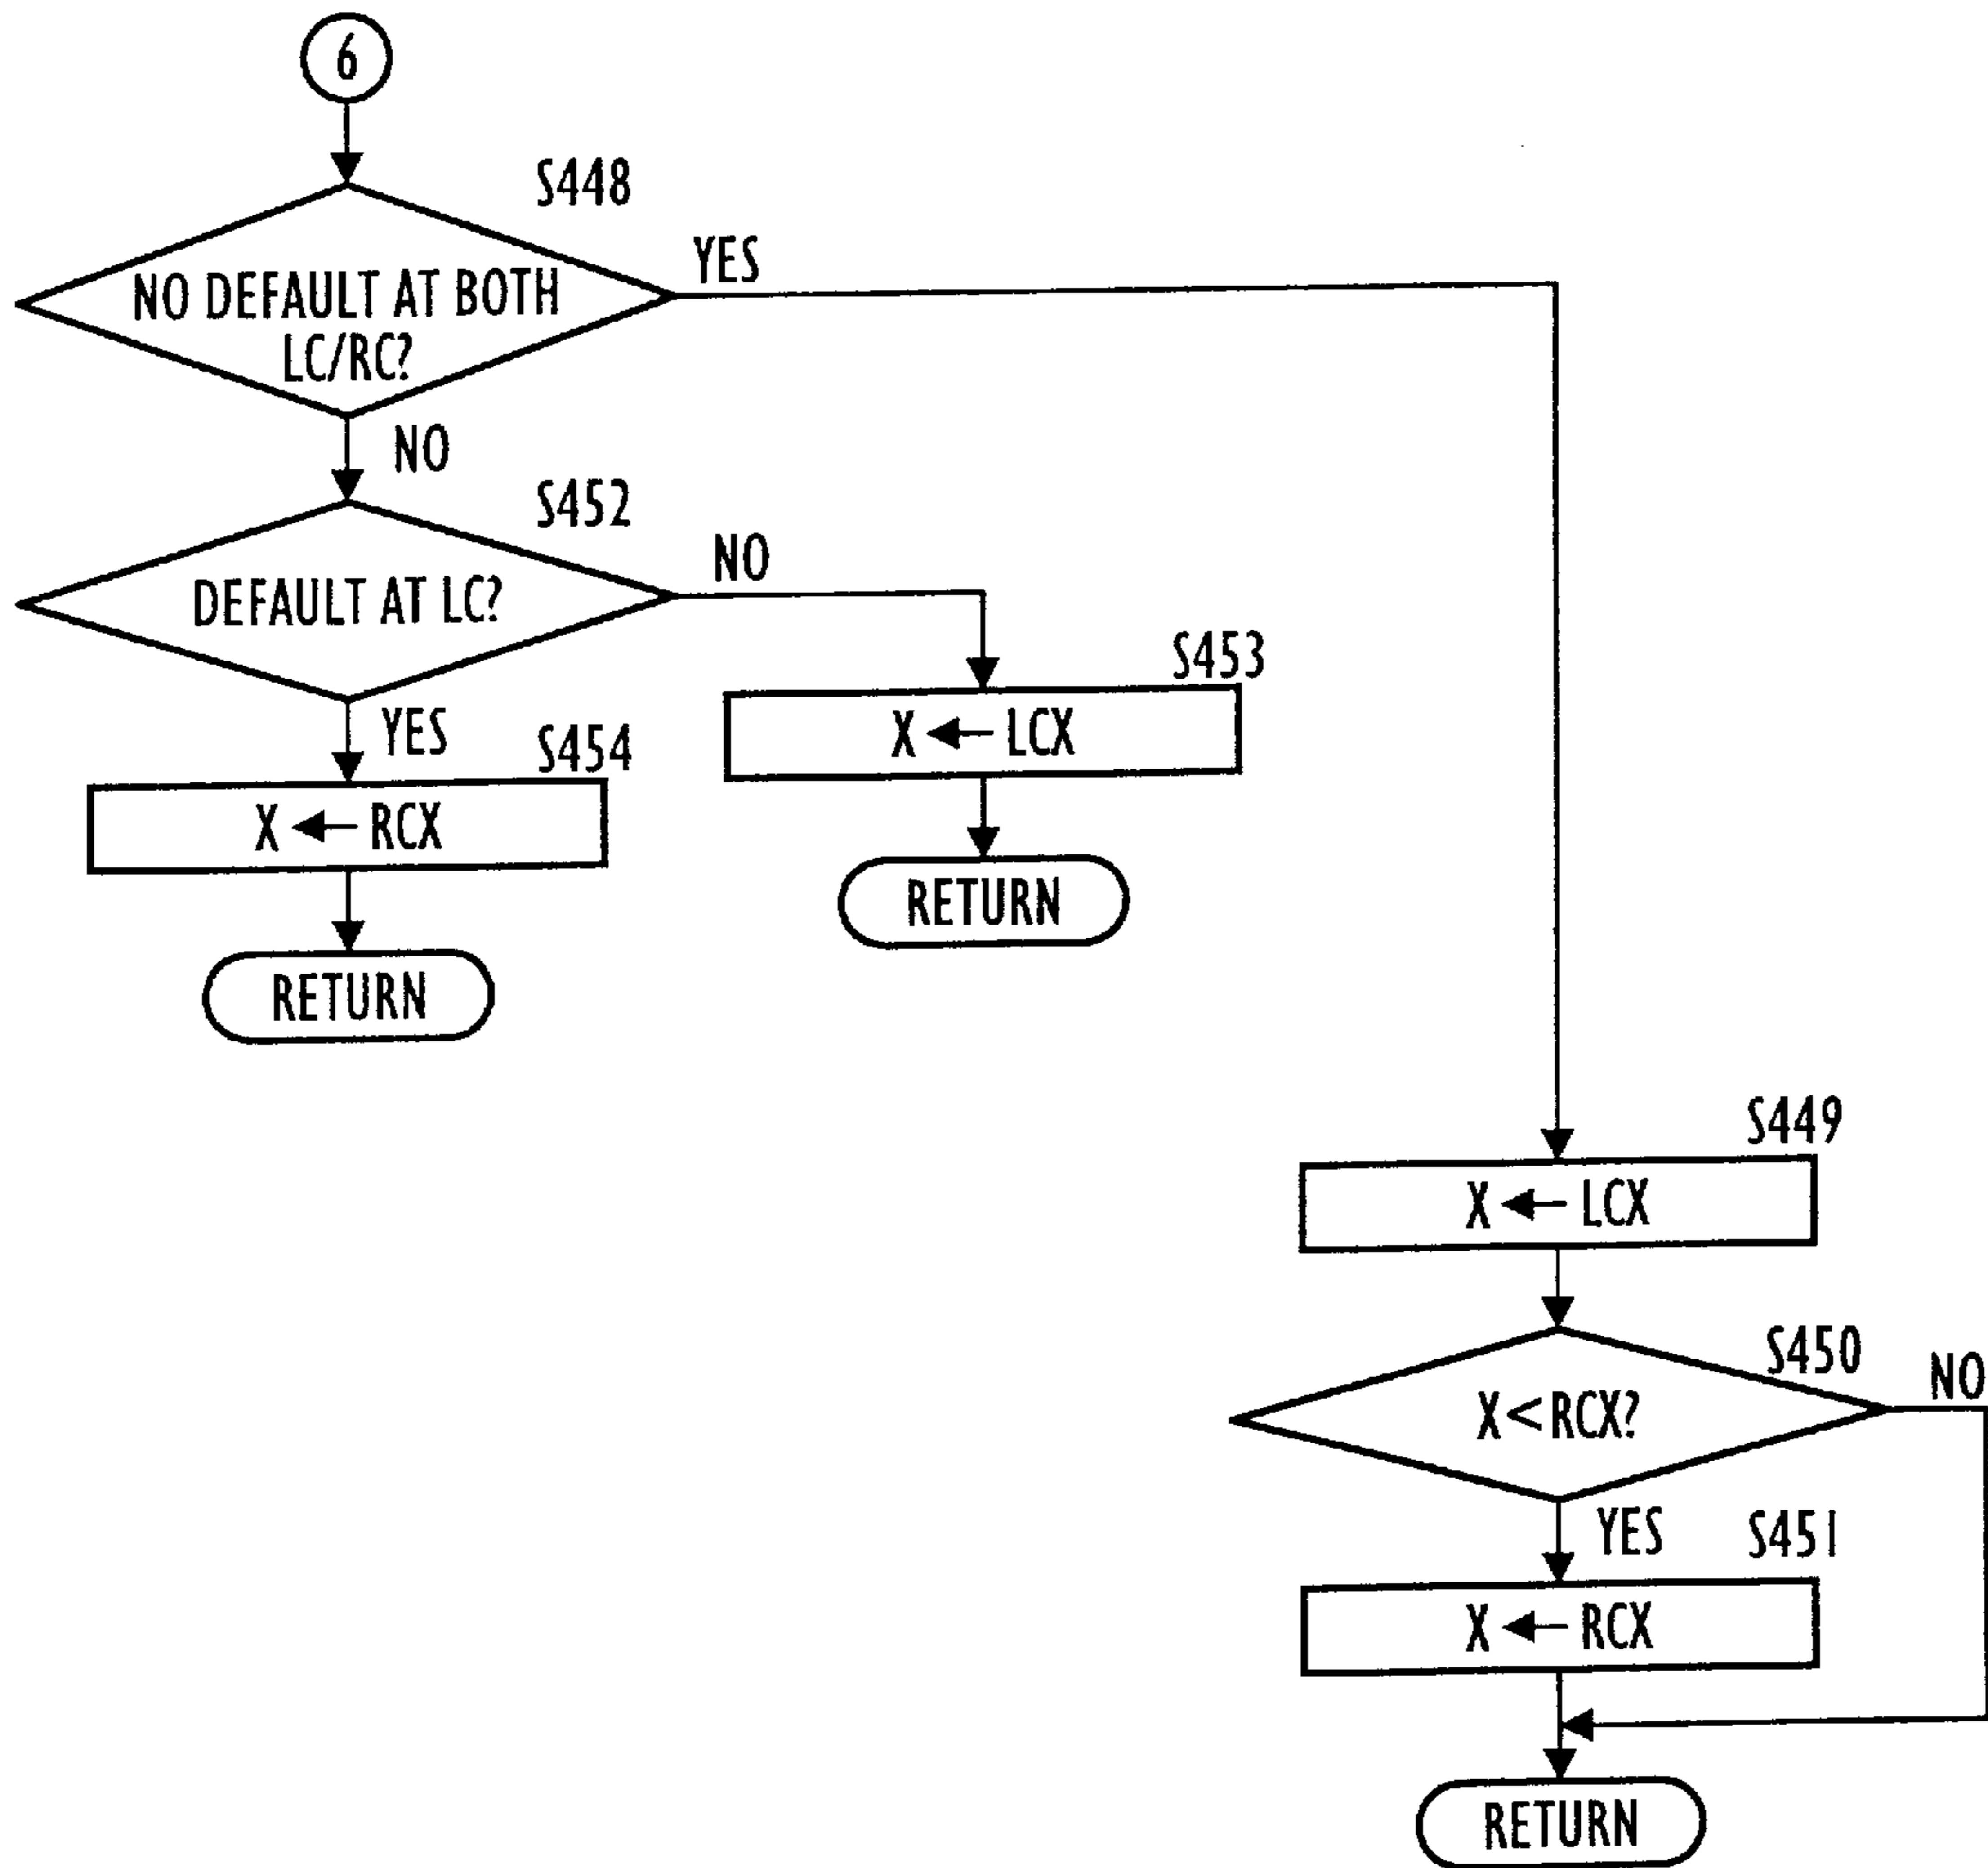 6
S448
NO DEFAULT AT BOTH
LC/RC?
YES
NO
S452
DEFAULT AT LC?
NO
S453
X ← LCX
RETURN
YES
S454
X ← RCX
RETURN
S449
X ← LCX
S450
X<RCX?
NO
YES
S451
X ← RCX
RETURN